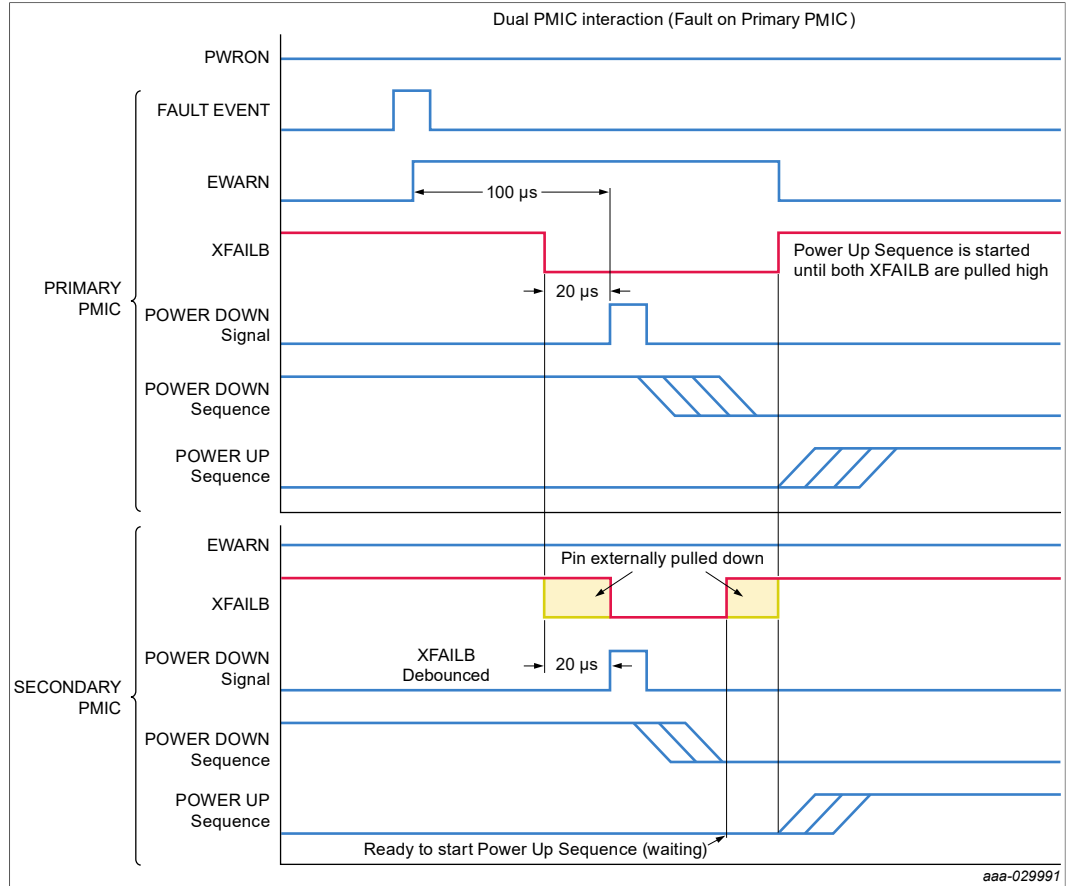 Dual PMIC interaction (Fault on Primary PMIC)
PWRON
FAULT EVENT
EWARN
100 µs
XFAILB
Power Up Sequence is started
until both XFAILB are pulled high
PRIMARY
PMIC
20 µs
POWER DOWN
Signal
POWER DOWN
Sequence
POWER UP
Sequence
EWARN
Pin externally pulled down
XFAILB
POWER DOWN
Signal
XFAILB
Debounced
20 µs
SECONDARY
PMIC
POWER DOWN
Sequence
POWER UP
Sequence
Ready to start Power Up Sequence (waiting)
aaa-029991